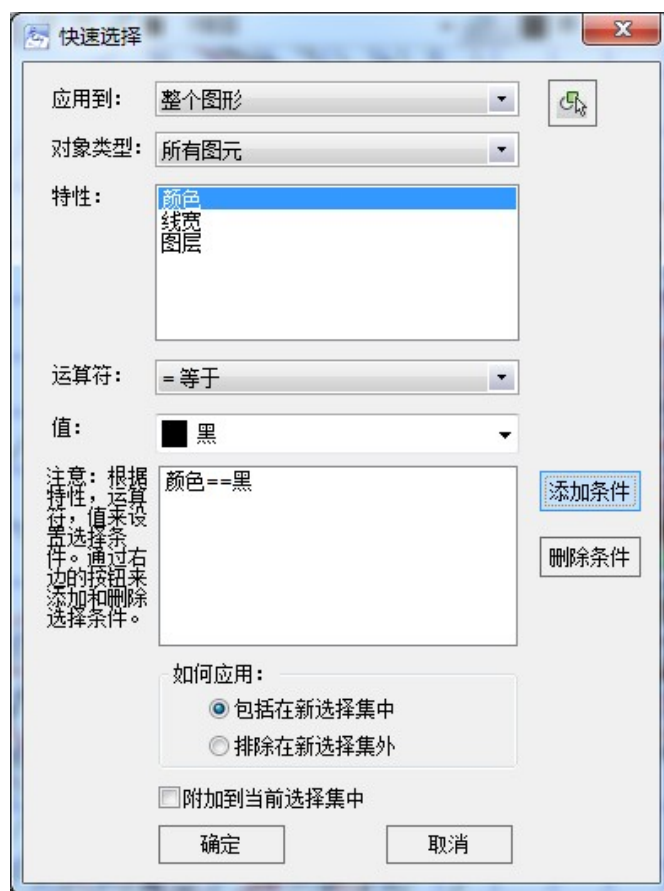 快速选择
应用到:
整个图形
对象类型:
所有图元
特性:
颜色
线宽
图层
运算符:
= 等于
值:
黑
注意:根据
特性,运算
符,值来设
置选择条
件。通过右
边的按钮来
添加和删除
选择条件。
颜色==黑
添加条件
删除条件
如何应用:
包括在新选择集中
排除在新选择集外
附加到当前选择集中
确定
取消